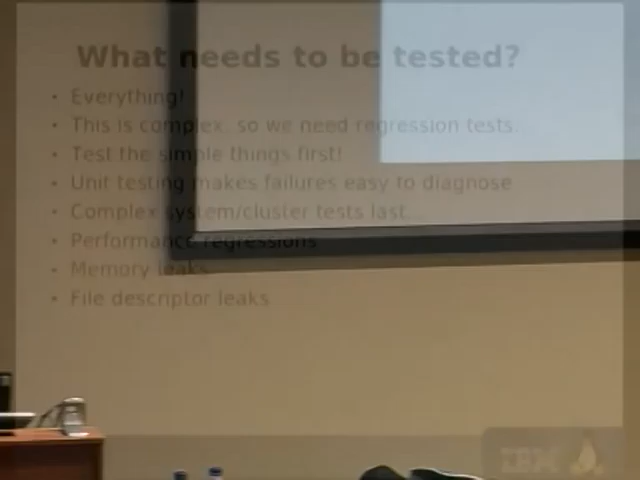 What needs to be tested?
• Everything!
• This is complex, so we need regression tests.
• Test the simple things first!
• Unit testing makes failures easy to diagnose
• Complex system/cluster tests last...
• Performance regressions
• Memory leaks
• File descriptor leaks
IBM